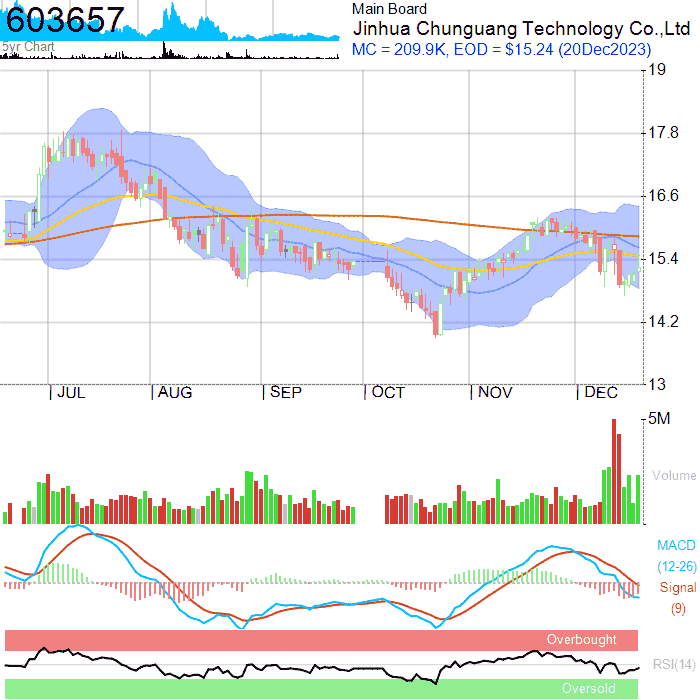 603657
5yr Chart
Main Board
Jinhua Chunguang Technology Co.,Ltd
MC = 209.9K, EOD = $15.24 (20Dec2023)
19
17.8
16.6
15.4
14.2
13
JUL
AUG
SEP
OCT
NOV
DEC
5M
Volume
MACD
(12-26)
Signal
(9)
Overbought
RSI(14)
Oversold